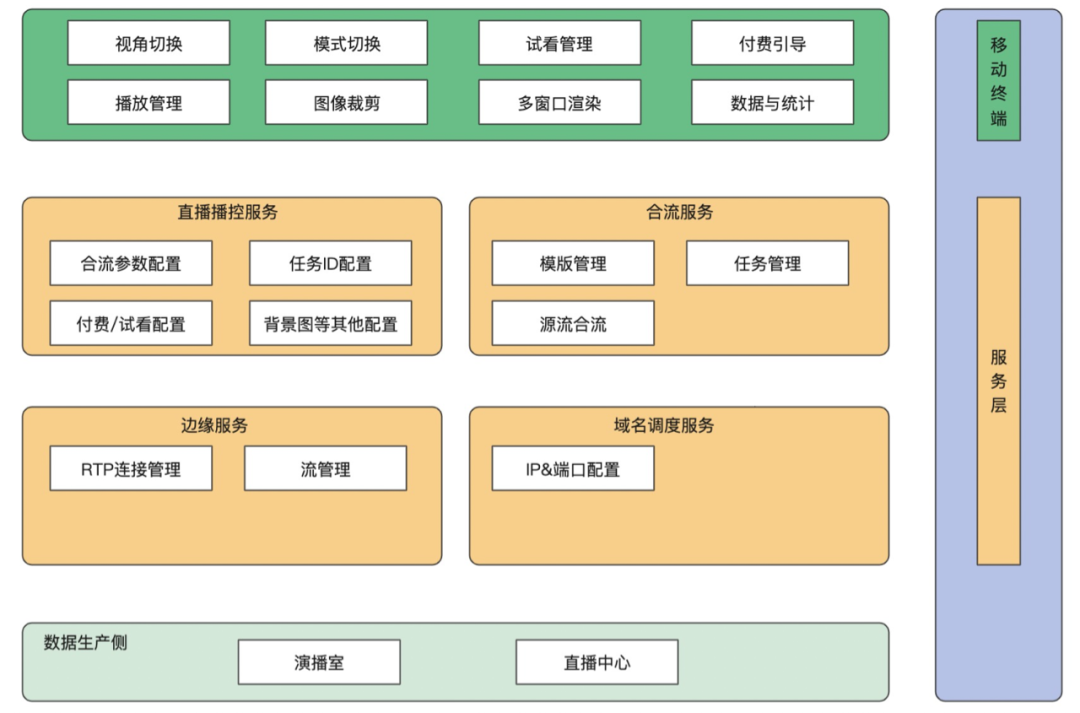 视角切换
模式切换
试看管理
付费引导
播放管理
图像裁剪
多窗口渲染
数据与统计
移动终端
直播播控服务
合流参数配置
任务ID配置
付费/试看配置
背景图等其他配置
合流服务
模版管理
任务管理
源流合流
服务层
边缘服务
RTP连接管理
流管理
域名调度服务
IP&端口配置
数据生产侧
演播室
直播中心